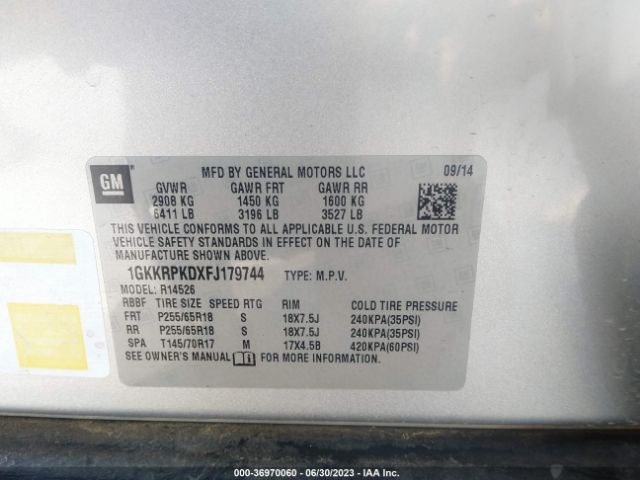 GM
MFD BY GENERAL MOTORS LLC 09/14
GVWR GAWR FRT GAWR RR
2908 KG 1450 KG 1600 KG
6411 LB 3196 LB 3527 LB
THIS VEHICLE CONFORMS TO ALL APPLICABLE U.S. FEDERAL MOTOR
VEHICLE SAFETY STANDARDS IN EFFECT ON THE DATE OF
MANUFACTURE SHOWN ABOVE.
1GKKRPKDXFJ179744 TYPE: M.P.V.
MODEL: R14526
RBBF TIRE SIZE SPEED RTG RIM COLD TIRE PRESSURE
FRT P255/65R18 S 18X7.5J 240KPA(35PSI)
RR P255/65R18 S 18X7.5J 240KPA(35PSI)
SPA T145/70R17 M 17X4.5B 420KPA(60PSI)
SEE OWNER'S MANUAL FOR MORE INFORMATION
000-36970060 - 06/30/2023 - IAA Inc.